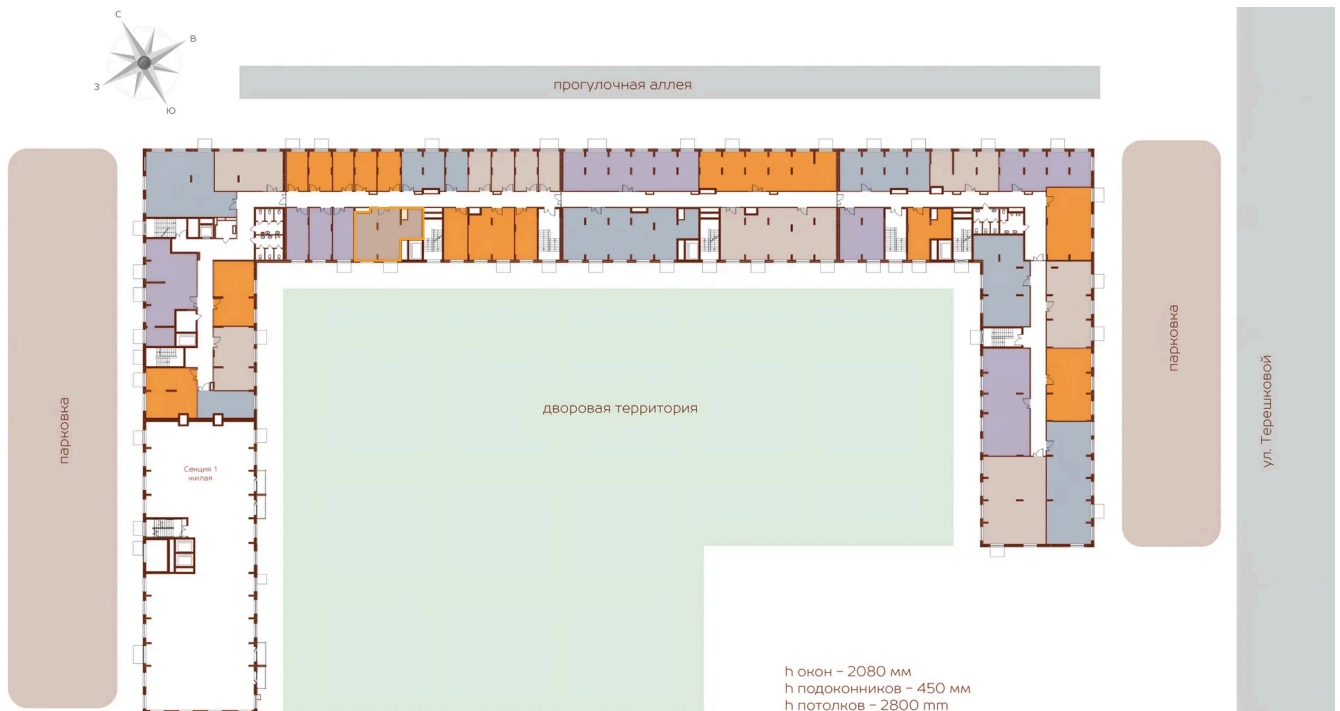 С
В
З
Ю
прогулочная аллея
парковка
парковка
ул. Терешковой
дворовая территория
Секция 1
жилая
h окон – 2080 мм
h подоконников – 450 мм
h потолков – 2800 mm